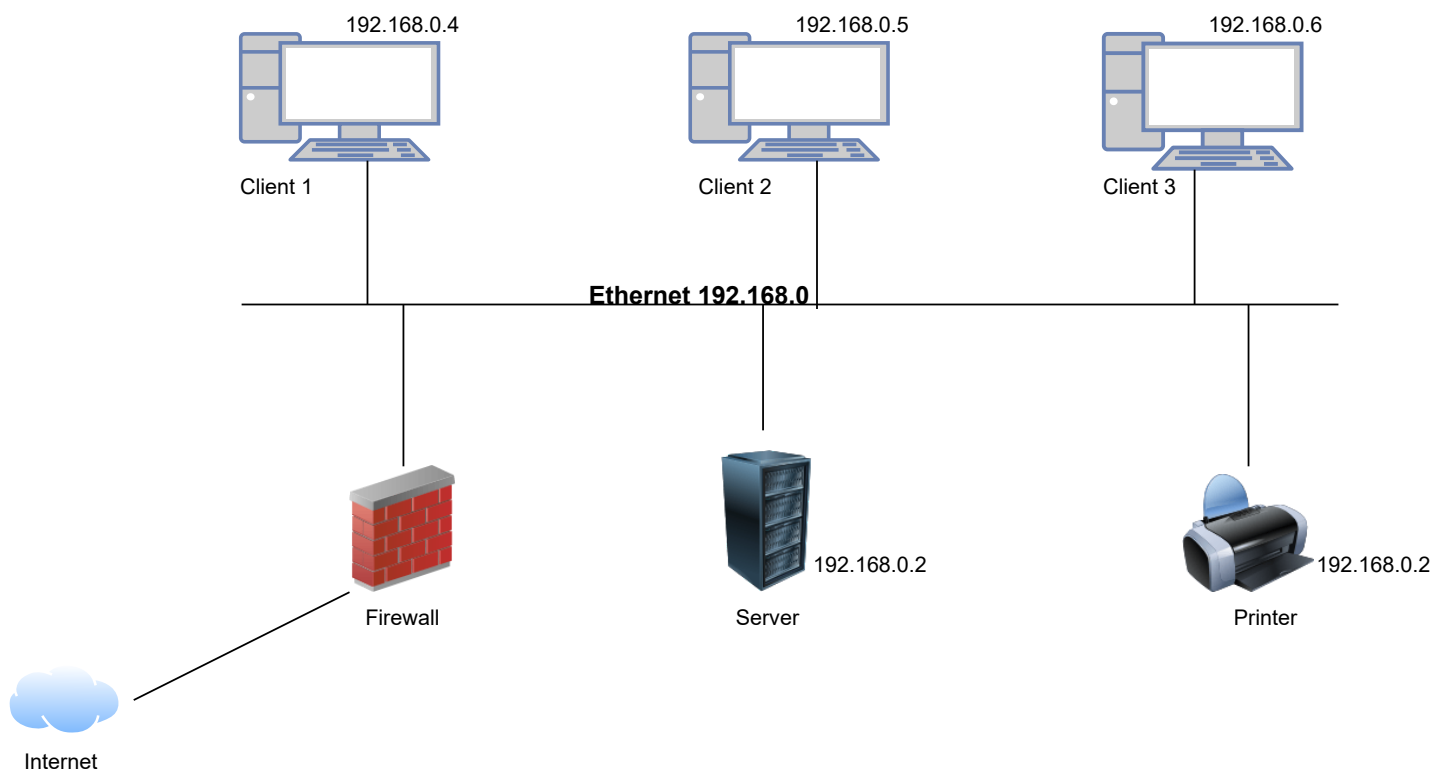 192.168.0.4
192.168.0.5
192.168.0.6
Client 1
Client 2
Client 3
Ethernet 192.168.0
192.168.0.2
192.168.0.2
Firewall
Server
Printer
Internet